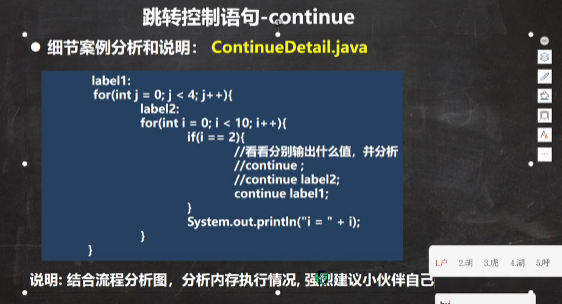 跳转控制语句-continue
细节案例分析和说明： ContinueDetail.java
label1:
for(int j = 0; j < 4; j++){
label2:
for(int i = 0; i < 10; i++){
if(i == 2){
//看看分别输出什么值，并分析
//continue ;
//continue label2;
continue label1;
}
System.out.println("i = " + i);
}
}
说明: 结合流程分析图，分析内存执行情况, 强烈建议小伙伴自己
1.户 2.胡 3.虎 4.湖 5.呼